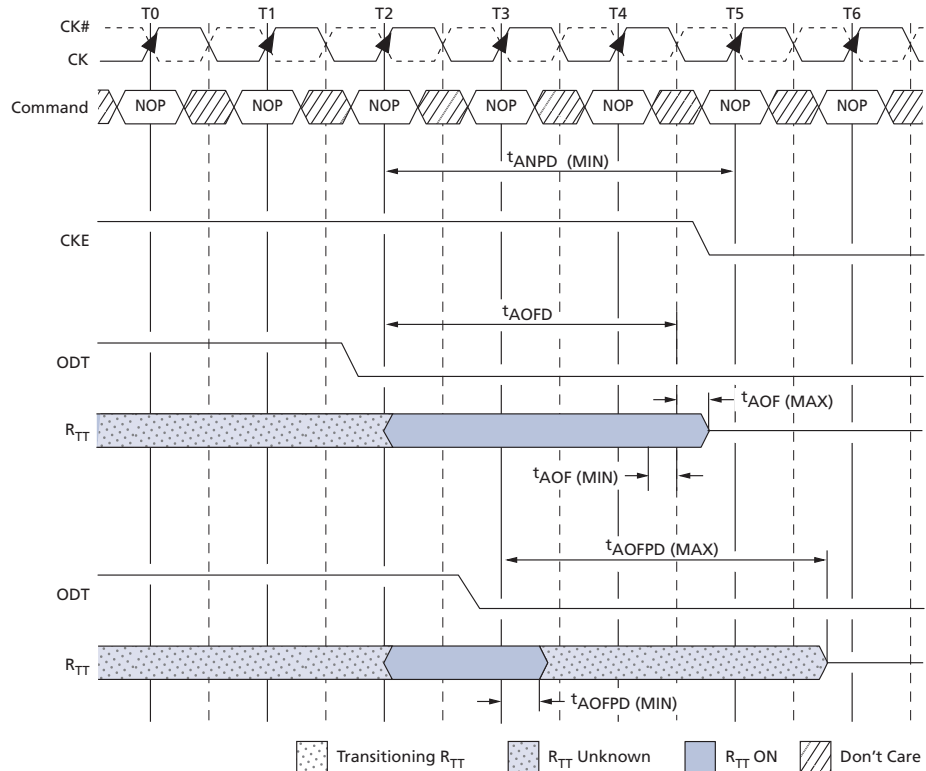 T0 T1 T2 T3 T4 T5 T6
CK#
CK
Command NOP NOP NOP NOP NOP NOP NOP
tANPD (MIN)
CKE
tAOFD
ODT
tAOF (MAX)
RTT
tAOF (MIN)
tAOFPD (MAX)
ODT
RTT
tAOFPD (MIN)
Transitioning RTT RTT Unknown RTT ON Don't Care